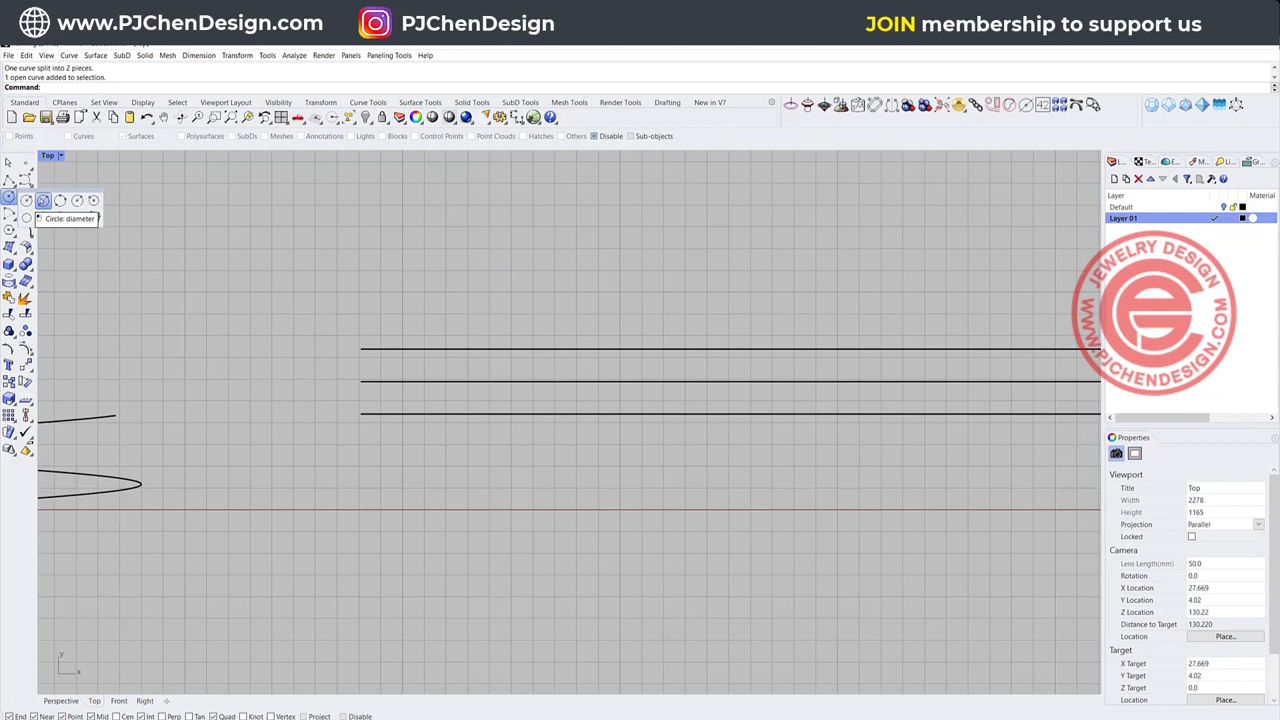 www.PJChenDesign.com PJChenDesign JOIN membership to support us
File Edit View Curve Surface SubD Solid Mesh Dimension Transform Tools Analyze Render Panels Paneling Tools Help
One curve split into 2 pieces.
1 open curve added to selection.
Command:
Standard CPlanes Set View Display Select Viewport Layout Visibility Transform Curve Tools Surface Tools Solid Tools SubD Tools Mesh Tools Render Tools Drafting New in V7
Points Curves Surfaces Polysurfaces SubDs Meshes Annotations Lights Blocks Control Points Point Clouds Hatches Others Disable Sub-objects
Top
Circle: diameter
Layer Material
Default
Layer 01
WWW.PJCHENDESIGN.COM JEWELRY DESIGN
Properties
Viewport
Title Top
Width 2278
Height 1165
Projection Parallel
Locked
Camera
Lens Length(mm) 50.0
Rotation 0.0
X Location 27.669
Y Location 4.02
Z Location 130.22
Distance to Target 130.220
Location Place...
Target
X Target 27.669
Y Target 4.02
Z Target 0.0
Location Place...
y
x
Perspective Top Front Right
End Near Point Mid Cen Int Perp Tan Quad Knot Vertex Project Disable